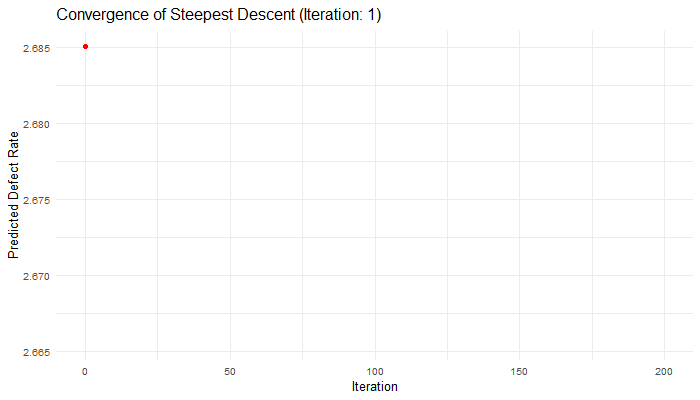 Convergence of Steepest Descent (Iteration: 1)
Predicted Defect Rate
2.685
2.680
2.675
2.670
2.665
0 50 100 150 200
Iteration